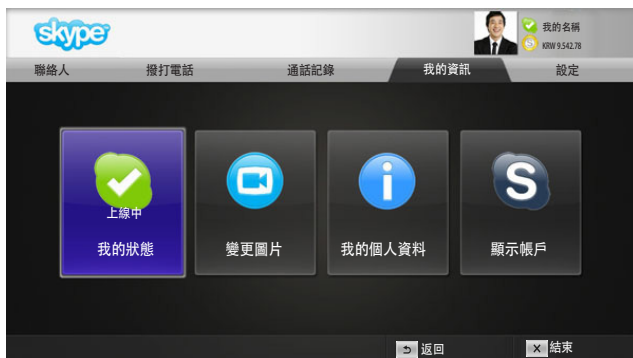 skype
我的名稱
KRW 9.542.78
聯絡人 撥打電話 通話記錄 我的資訊 設定
上線中
我的狀態 變更圖片 我的個人資料 顯示帳戶
返回 結束